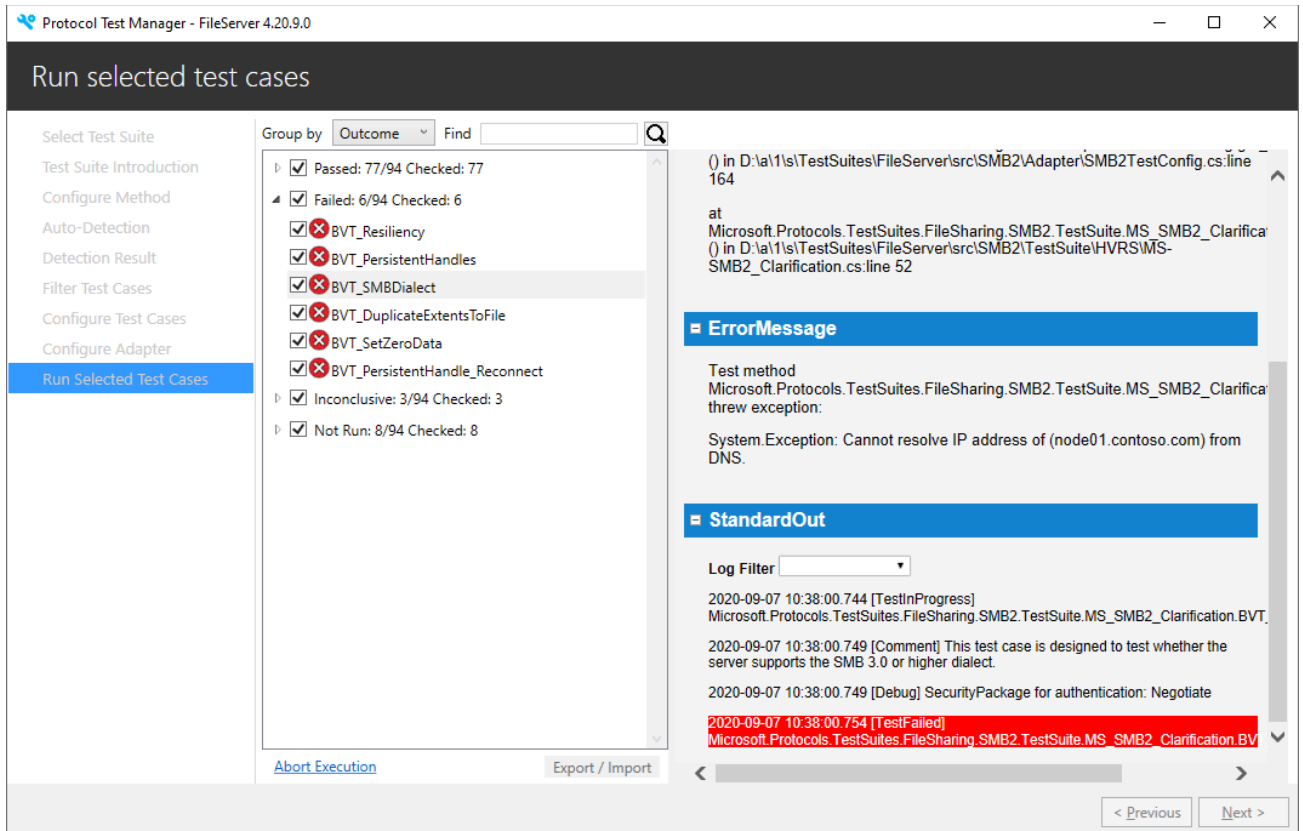 Protocol Test Manager - FileServer 4.20.9.0
Run selected test cases
Select Test Suite
Test Suite Introduction
Configure Method
Auto-Detection
Detection Result
Filter Test Cases
Configure Test Cases
Configure Adapter
Run Selected Test Cases
Group by Outcome Find
Passed: 77/94 Checked: 77
Failed: 6/94 Checked: 6
BVT_Resiliency
BVT_PersistentHandles
BVT_SMBDialect
BVT_DuplicateExtentsToFile
BVT_SetZeroData
BVT_PersistentHandle_Reconnect
Inconclusive: 3/94 Checked: 3
Not Run: 8/94 Checked: 8
Abort Execution
Export / Import
() in D:\a\1\s\TestSuites\FileServer\src\SMB2\Adapter\SMB2TestConfig.cs:line
164
at
Microsoft.Protocols.TestSuites.FileSharing.SMB2.TestSuite.MS_SMB2_Clarificat
() in D:\a\1\s\TestSuites\FileServer\src\SMB2\TestSuite\HVRS\MS-
SMB2_Clarification.cs:line 52
ErrorMessage
Test method
Microsoft.Protocols.TestSuites.FileSharing.SMB2.TestSuite.MS_SMB2_Clarificat
threw exception:
System.Exception: Cannot resolve IP address of (node01.contoso.com) from
DNS.
StandardOut
Log Filter
2020-09-07 10:38:00.744 [TestInProgress]
Microsoft.Protocols.TestSuites.FileSharing.SMB2.TestSuite.MS_SMB2_Clarification.BVT_
2020-09-07 10:38:00.749 [Comment] This test case is designed to test whether the
server supports the SMB 3.0 or higher dialect.
2020-09-07 10:38:00.749 [Debug] SecurityPackage for authentication: Negotiate
2020-09-07 10:38:00.754 [TestFailed]
Microsoft.Protocols.TestSuites.FileSharing.SMB2.TestSuite.MS_SMB2_Clarification.BV
< Previous
Next >